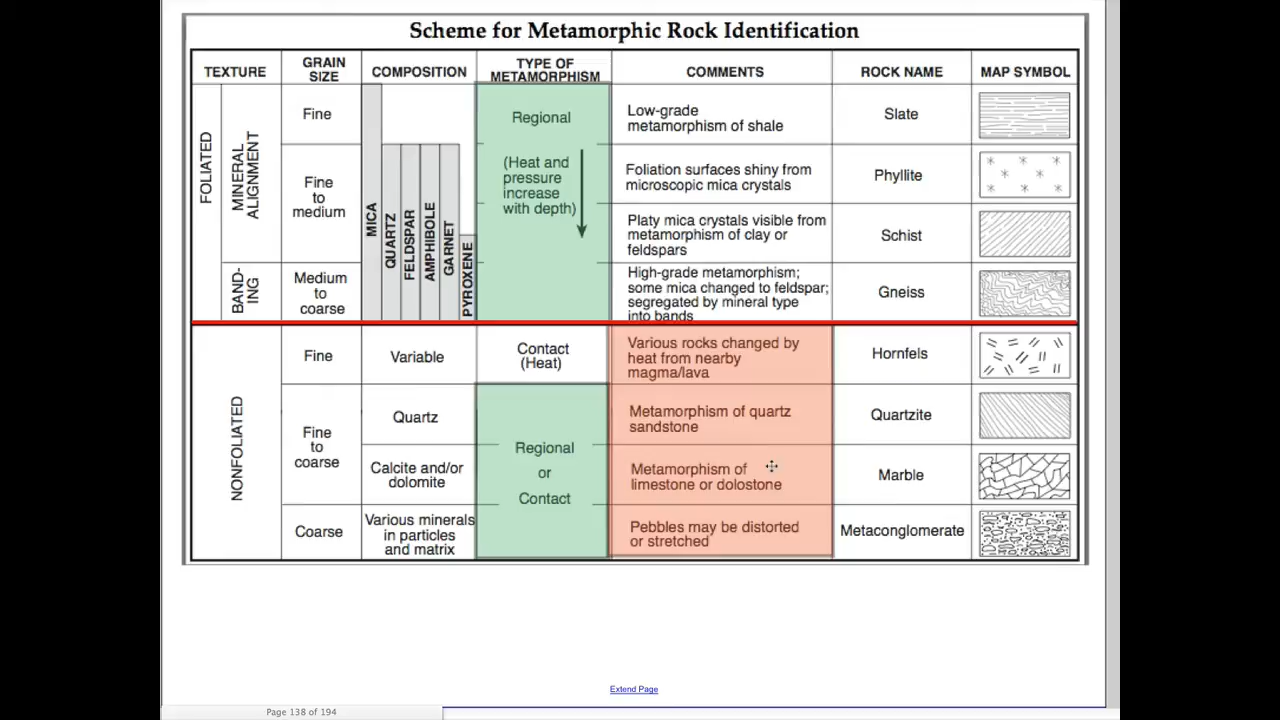 Scheme for Metamorphic Rock Identification
TEXTURE
GRAIN
SIZE
COMPOSITION
TYPE OF
METAMORPHISM
COMMENTS
ROCK NAME
MAP SYMBOL
FOLIATED
MINERAL
ALIGNMENT
Fine
MICA
QUARTZ
FELDSPAR
AMPHIBOLE
GARNET
PYROXENE
Regional
(Heat and
pressure
increase
with depth)
Low-grade
metamorphism of shale
Slate
Fine
to
medium
Foliation surfaces shiny from
microscopic mica crystals
Phyllite
Platy mica crystals visible from
metamorphism of clay or
feldspars
Schist
BAND-
ING
Medium
to
coarse
High-grade metamorphism;
some mica changed to feldspar;
segregated by mineral type
into bands
Gneiss
NONFOLIATED
Fine
Variable
Contact
(Heat)
Various rocks changed by
heat from nearby
magma/lava
Hornfels
Fine
to
coarse
Quartz
Regional
or
Contact
Metamorphism of quartz
sandstone
Quartzite
Calcite and/or
dolomite
Metamorphism of
limestone or dolostone
Marble
Coarse
Various minerals
in particles
and matrix
Pebbles may be distorted
or stretched
Metaconglomerate
Extend Page
Page 138 of 194